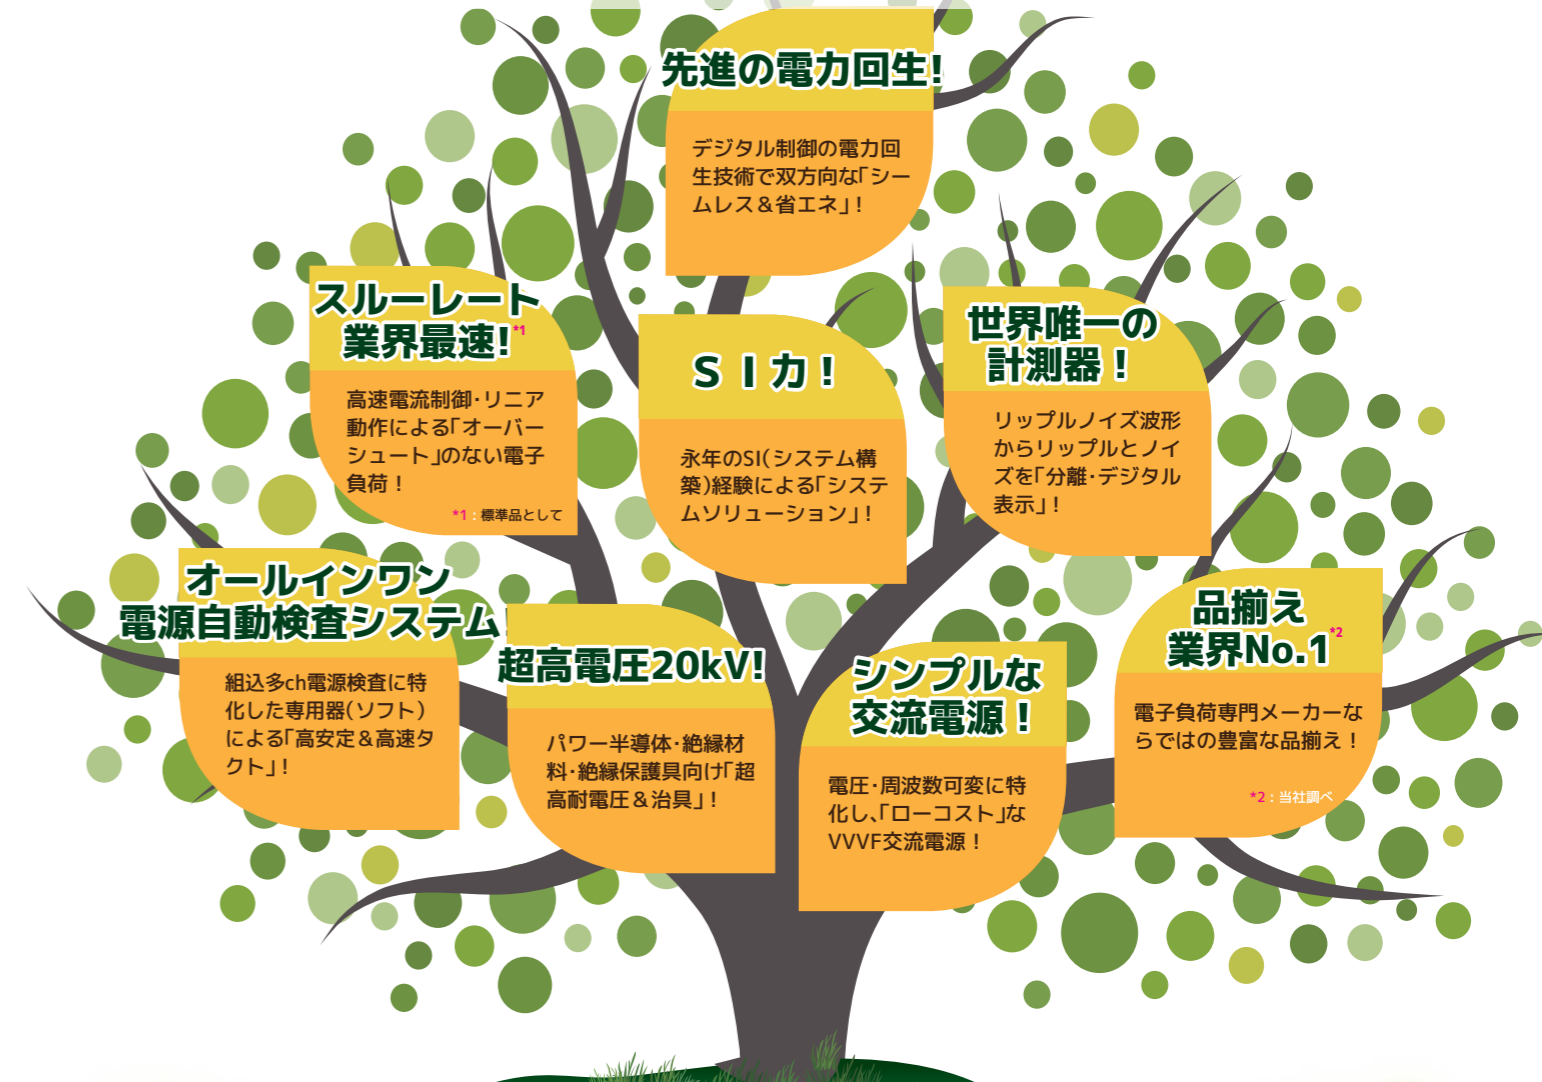 先進の電力回生!
デジタル制御の電力回
生技術で双方向な「シー
ムレス＆省エネ」！
スルーレート
業界最速!*1
高速電流制御・リニア
動作による「オーバー
シュート」のない電子
負荷！
*1：標準品として
ＳＩ力！
永年のSI（システム構
築）経験による「システ
ムソリューション」！
世界唯一の
計測器！
リップルノイズ波形
からリップルとノイ
ズを「分離・デジタル
表示」！
オールインワン
電源自動検査システム!
組込多ch電源検査に特
化した専用器（ソフト）
による「高安定＆高速タ
クト」！
超高電圧20kV!
パワー半導体・絶縁材
料・絶縁保護具向け「超
高耐電圧＆治具」！
シンプルな
交流電源！
電圧・周波数可変に特
化し、「ローコスト」な
VVVF交流電源！
品揃え
業界No.1*2
電子負荷専門メーカーな
らではの豊富な品揃え！
*2：当社調べ